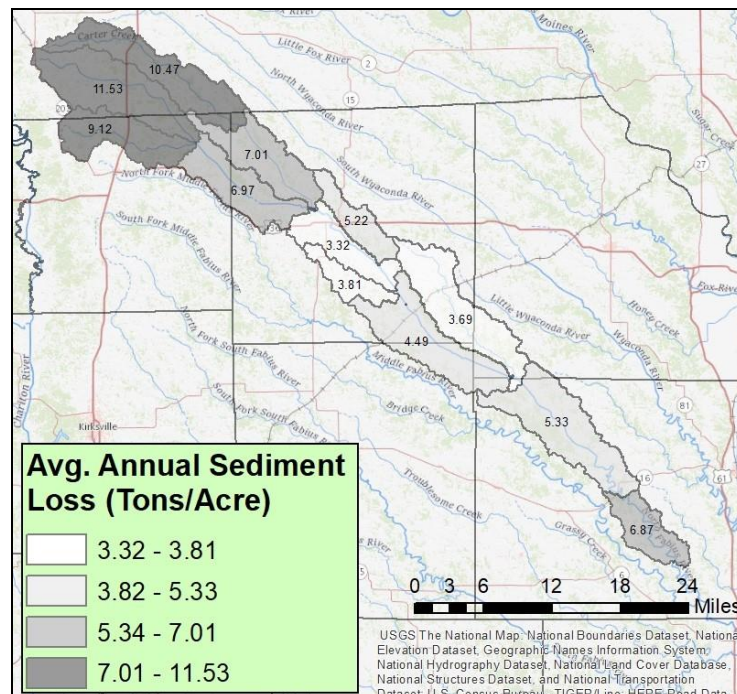 Carter Creek
Moines River
Little Fox River
2
10.47
North Wyaconda River
15
11.53
Sugar Creek
9.12
27
7.01
South Wyaconda River
North Fork Middle
6.97
South Fork Middle
Fabius River
5.22
3.32
3.81
Little Wyaconda River
Honey Creek
Fox River
Wyaconda River
3.69
North Fork South Fabius
River
4.49
Middle Fabius River
Chariton River
81
Kirksville
Bridge Creek
5.33
South Fork South Fabius
River
Avg. Annual Sediment
Loss (Tons/Acre)
16
61
Troublesome Creek
Grassy Creek
6.87
3.32 - 3.81
3.82 - 5.33
5.34 - 7.01
7.01 - 11.53
0 3 6 12 18 24
Miles
USGS The National Map: National Boundaries Dataset, National
Elevation Dataset, Geographic Names Information System,
National Hydrography Dataset, National Land Cover Database,
National Structures Dataset, and National Transportation